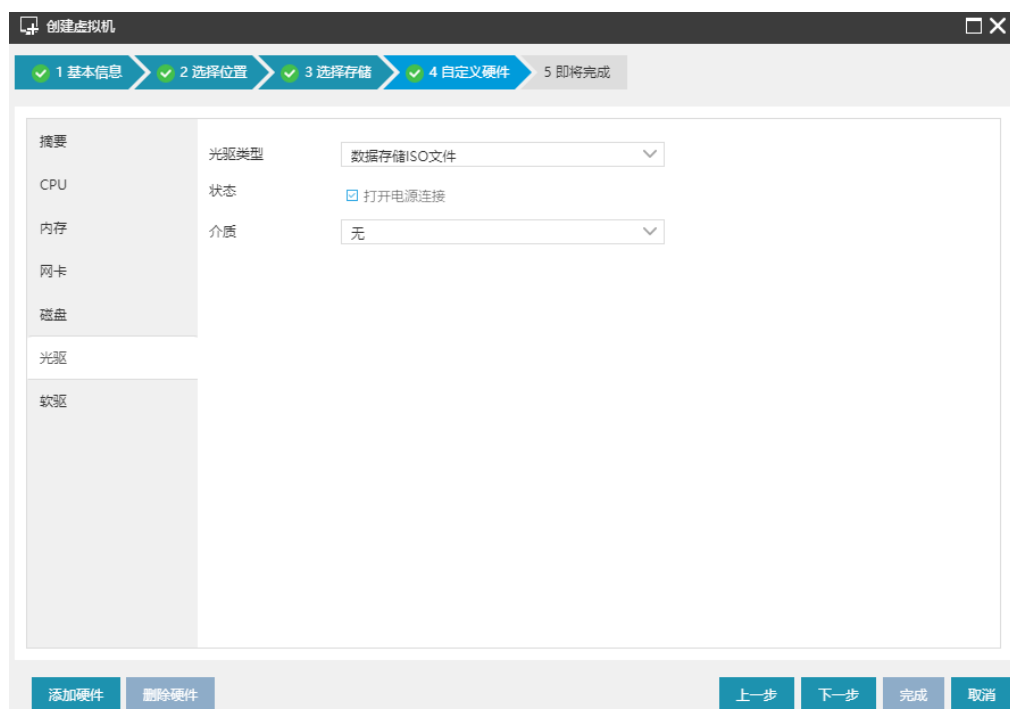 创建虚拟机
1 基本信息 2 选择位置 3 选择存储 4 自定义硬件 5 即将完成
摘要
CPU
内存
网卡
磁盘
光驱
软驱
光驱类型 数据存储ISO文件
状态 打开电源连接
介质 无
添加硬件 删除硬件 上一步 下一步 完成 取消